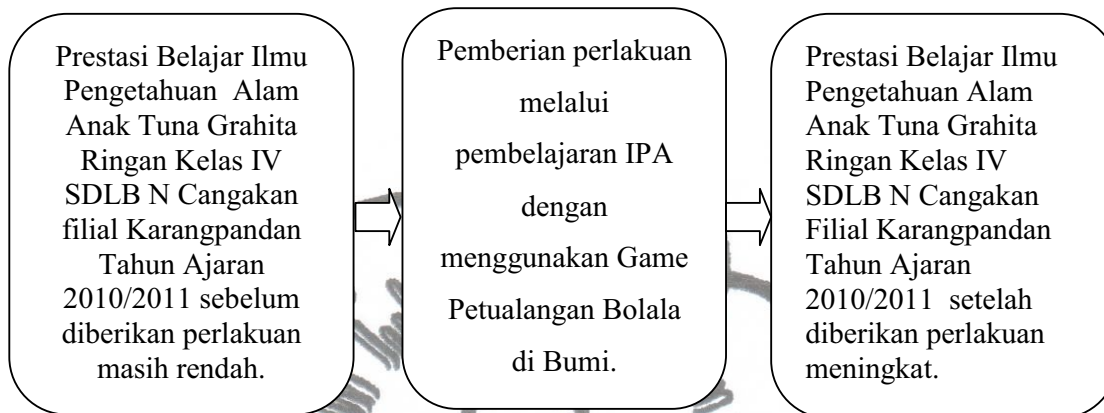 Prestasi Belajar Ilmu
Pengetahuan Alam
Anak Tuna Grahita
Ringan Kelas IV
SDLB N Cangakan
filial Karangpandan
Tahun Ajaran
2010/2011 sebelum
diberikan perlakuan
masih rendah.
Pemberian perlakuan
melalui
pembelajaran IPA
dengan
menggunakan Game
Petualangan Bolala
di Bumi.
Prestasi Belajar Ilmu
Pengetahuan Alam
Anak Tuna Grahita
Ringan Kelas IV
SDLB N Cangakan
Filial Karangpandan
Tahun Ajaran
2010/2011 setelah
diberikan perlakuan
meningkat.